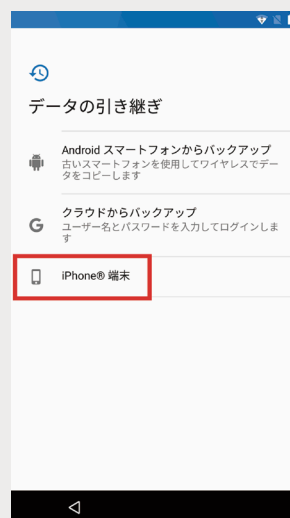 データの引き継ぎ
Android スマートフォンからバックアップ
古いスマートフォンを使用してワイヤレスでデー
タをコピーします
クラウドからバックアップ
ユーザー名とパスワードを入力してログインしま
す
iPhone® 端末